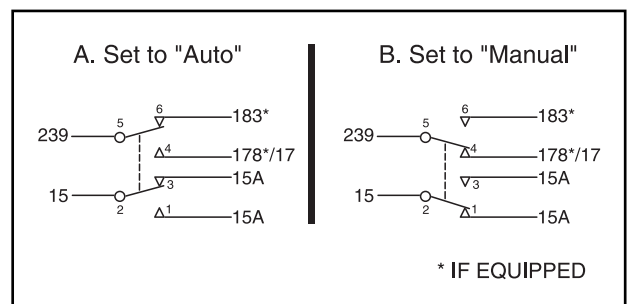 A. Set to "Auto"
6
183*
5
239
4
178*/17
3
15A
15
2
1
15A
B. Set to "Manual"
6
183*
5
239
4
178*/17
3
15A
15
2
1
15A
* IF EQUIPPED